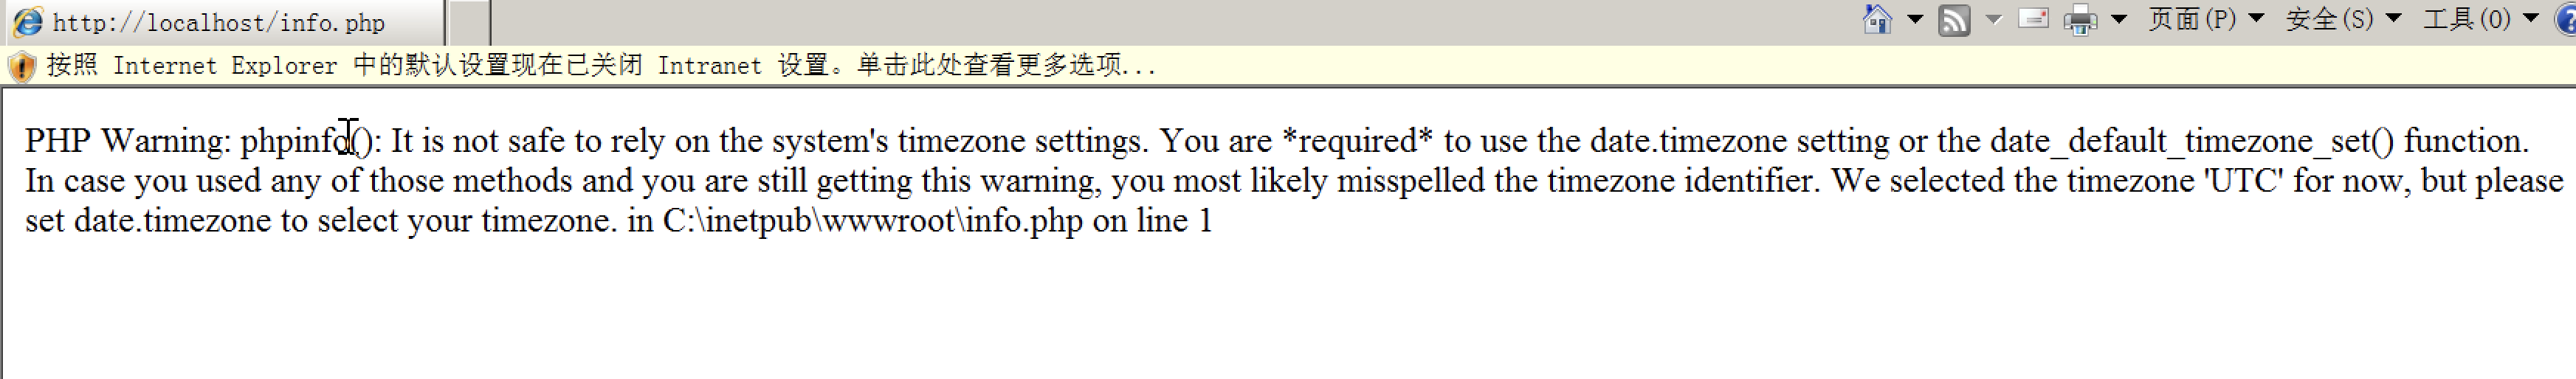 http://localhost/info.php
页面(P) 安全(S) 工具(O)
按照 Internet Explorer 中的默认设置现在已关闭 Intranet 设置。单击此处查看更多选项...
PHP Warning: phpinfo(): It is not safe to rely on the system's timezone settings. You are *required* to use the date.timezone setting or the date_default_timezone_set() function.
In case you used any of those methods and you are still getting this warning, you most likely misspelled the timezone identifier. We selected the timezone 'UTC' for now, but please
set date.timezone to select your timezone. in C:\inetpub\wwwroot\info.php on line 1